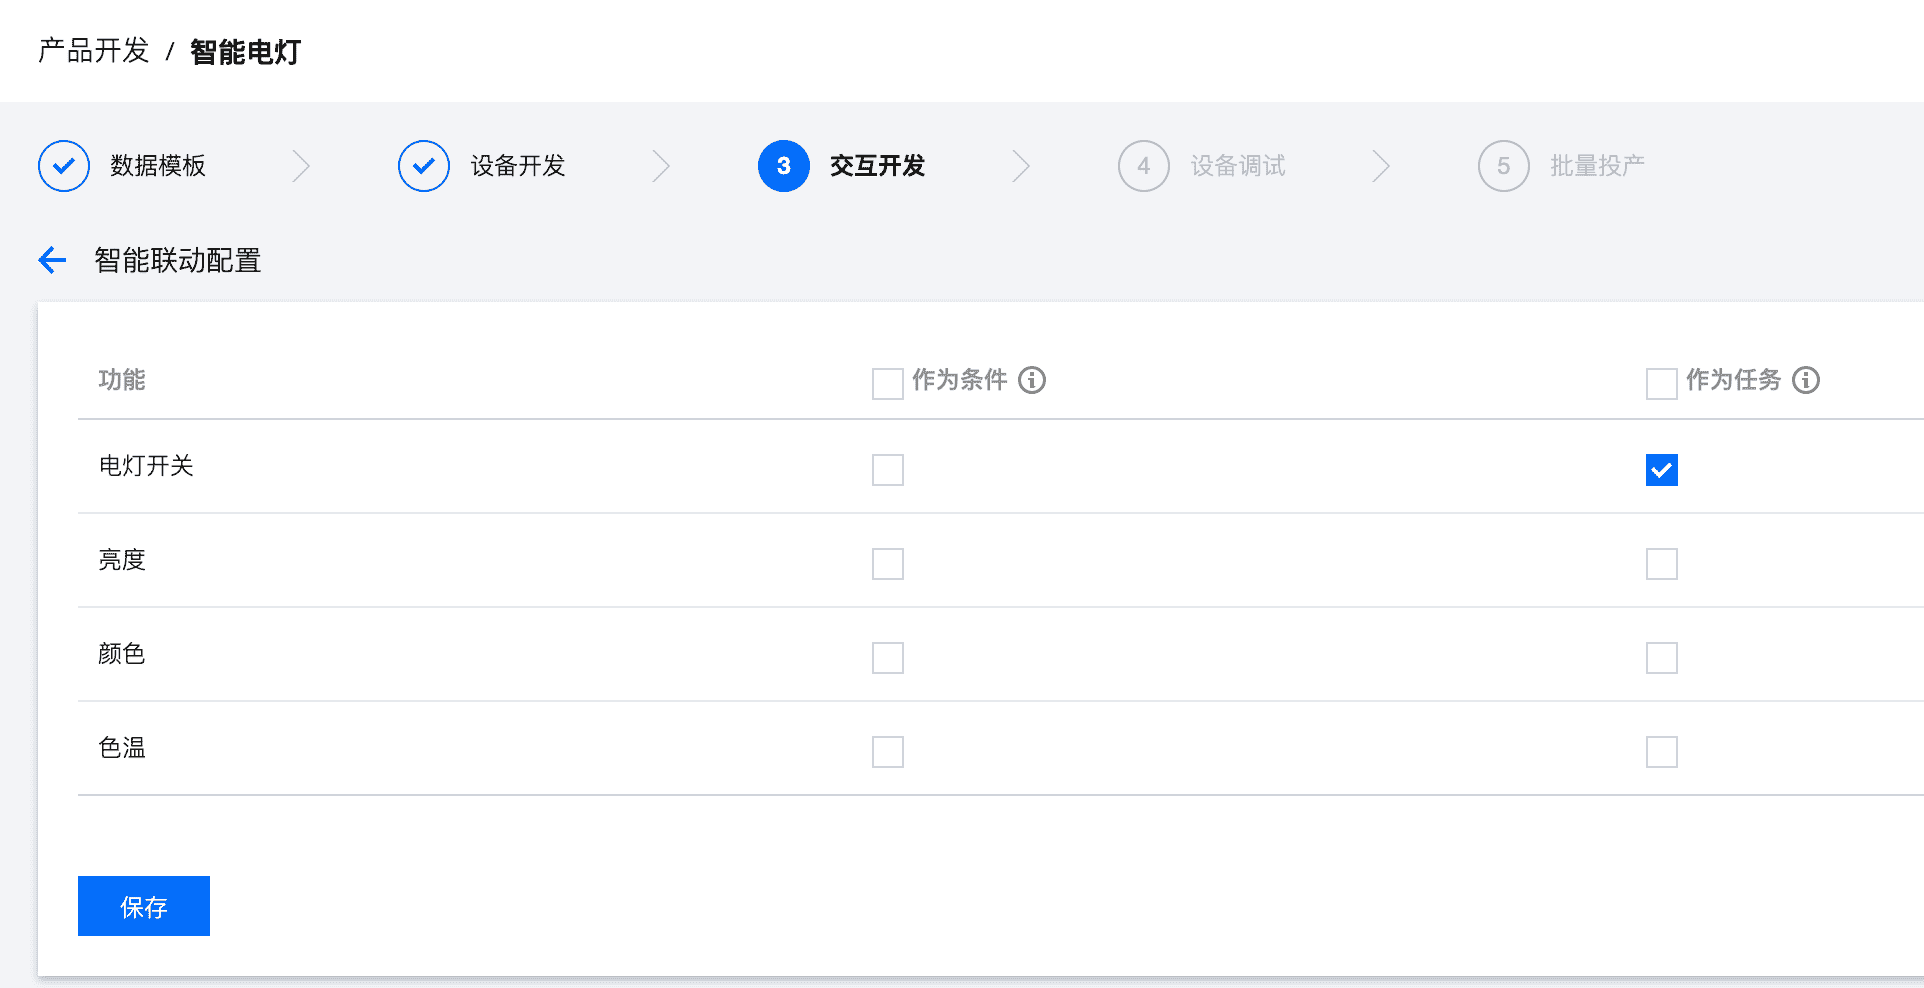 产品开发 / 智能电灯
数据模板 设备开发 3 交互开发 4 设备调试 5 批量投产
智能联动配置
功能 作为条件 作为任务
电灯开关
亮度
颜色
色温
保存